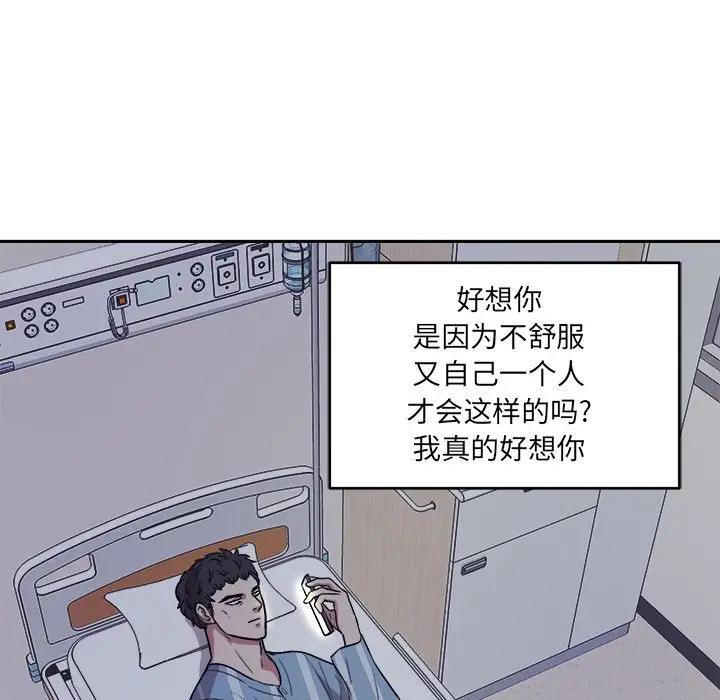 好想你
是因为不舒服
又自己一个人
才会这样的吗?
我真的好想你